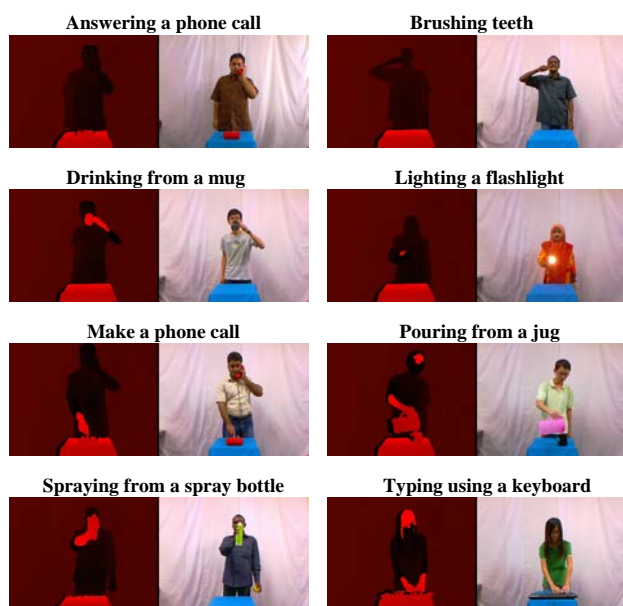 Answering a phone call
Brushing teeth
Drinking from a mug
Lighting a flashlight
Make a phone call
Pouring from a jug
Spraying from a spray bottle
Typing using a keyboard